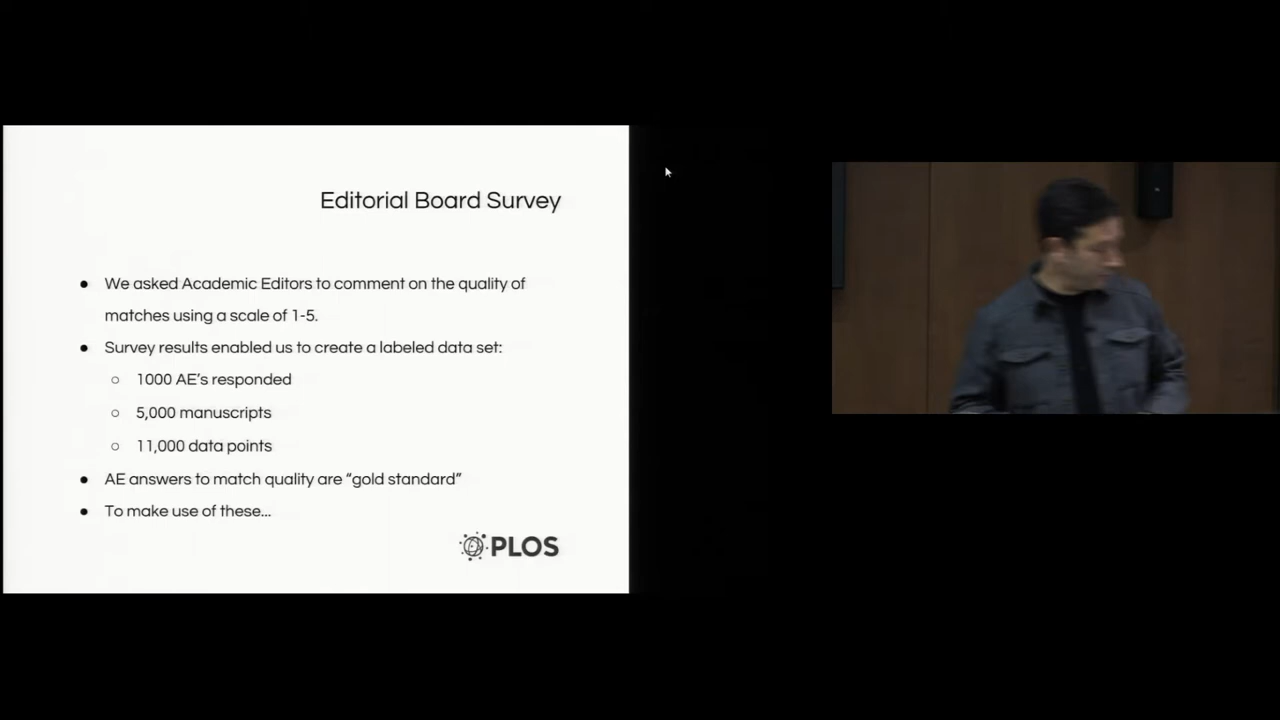 Editorial Board Survey
● We asked Academic Editors to comment on the quality of
matches using a scale of 1-5.
● Survey results enabled us to create a labeled data set:
○ 1000 AE's responded
○ 5,000 manuscripts
○ 11,000 data points
● AE answers to match quality are “gold standard”
● To make use of these...
PLOS